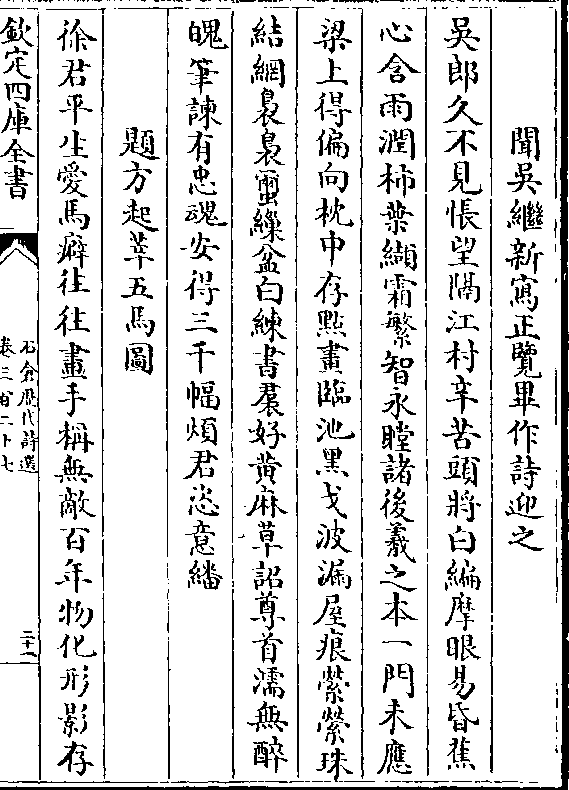 聞吳繼新寫正覽畢作詩迎之
吳郎久不見悵望隔江村辛苦頭將白編摩眼易昏蕉
心含雨潤柿葉纈霜繁智永瞠諸後羲之本一門未應
梁上得偏向枕中存點畫臨池黑戈波漏屋痕縈縈珠
結網裊裊蠒繅盆白練書羣好黄麻草詔尊首濡無醉
魄筆諫有忠魂安得三千幅煩君恣意繙
題方起莘五馬圖
徐君平生愛馬癖往往畫手稱無敵百年物化形影存
欽定四庫全書
石倉歷代詩選
卷三百二十七
二十一